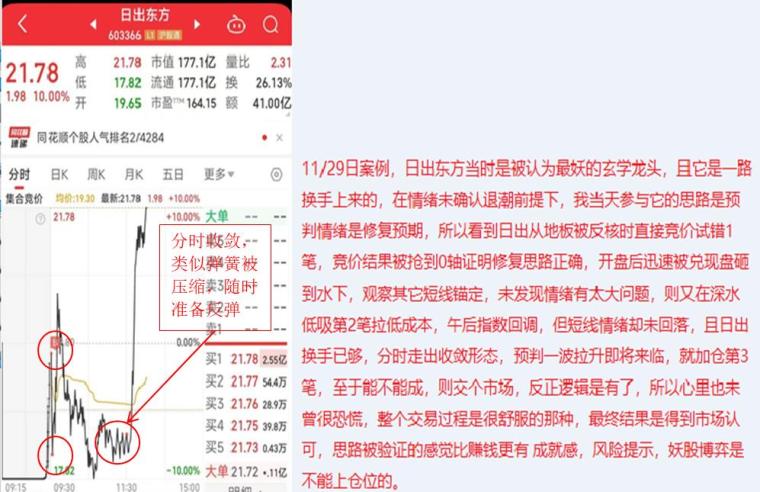 日出东方
603366 L1 沪股通
21.78
1.98 10.00%
高 21.78 市值 177.1亿 量比 2.31
低 17.82 流通 177.1亿 换 26.13%
开 19.65 市盈TTM 164.15 额 41.00亿
同花顺 速递 同花顺个股人气排名2/4284
分时 日K 周K 月K 五日 更多
集合竞价 均价:19.30 最新:21.78 1.98 +10.00%
21.78 +10.00% 大单 -- --
分时收敛，
类似弹簧被
压缩，随时
准备反弹
卖3
卖1
0.00%
买1 21.78 2.55亿
买2 21.77 54.4万
买3 21.76 28.9万
买4 21.75 39.8万
买5 21.73 0.43万
17.82 -10.00% 大单 21.72
09:15 09:30 11:30 15:00 明细
11/29日案例，日出东方当时是被认为最妖的玄学龙头，且它是一路
换手上来的，在情绪未确认退潮前提下，我当天参与它的思路是预
判情绪是修复预期，所以看到日出从地板被反核时直接竞价试错1
笔，竞价结果被抢到0轴证明修复思路正确，开盘后迅速被兑现盘砸
到水下，观察其它短线锚定，未发现情绪有太大问题，则又在深水
低吸第2笔拉低成本，午后指数回调，但短线情绪却未回落，且日出
换手已够，分时走出收敛形态，预判一波拉升即将来临，就加仓第3
笔，至于能不能成，则交个市场，反正逻辑是有了，所以心里也未
曾很恐慌，整个交易过程是很舒服的那种，最终结果是得到市场认
可，思路被验证的感觉比赚钱更有 成就感，风险提示，妖股博弈是
不能上仓位的。